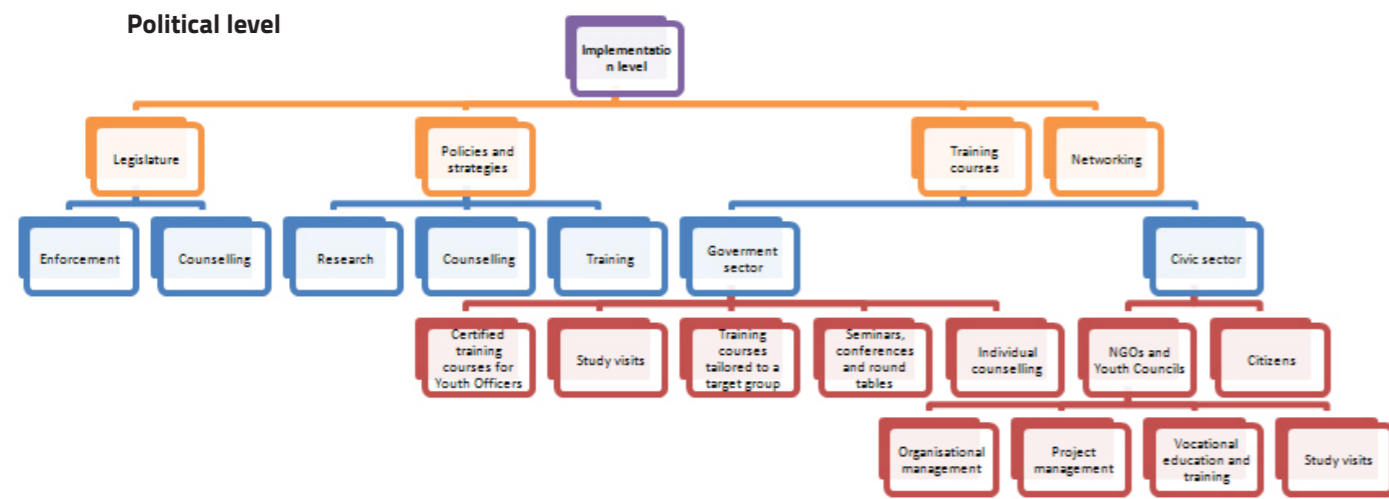 Political level
Implementatio
n level
Legislature
Policies and
strategies
Training
courses
Networking
Enforcement
Counselling
Research
Counselling
Training
Goverment
sector
Civic sector
Certified
training
courses for
Youth Officers
Study visits
Training
courses
tailored to a
target group
Seminars,
conferences
and round
tables
Individual
counselling
NGOs and
Youth Councils
Citizens
Organisational
management
Project
management
Vocational
education and
training
Study visits